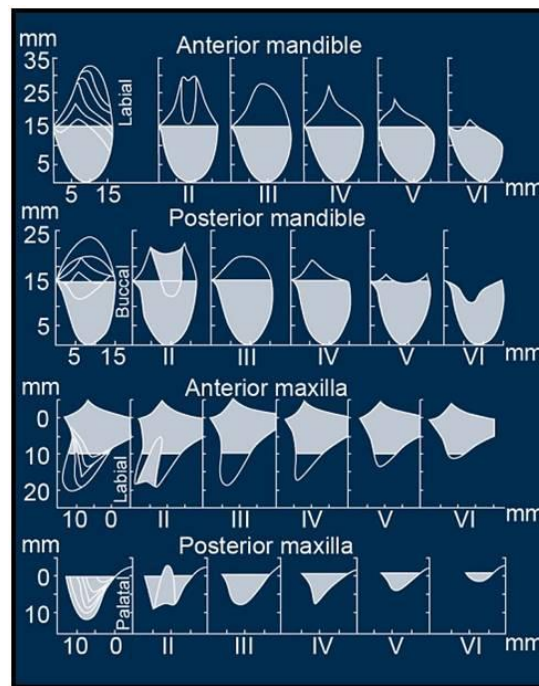 mm
Anterior mandible
35
25
15
5
Labial
5 15 II III IV V VI mm
Posterior mandible
mm
25
15
5
Buccal
5 15 II III IV V VI mm
Anterior maxilla
mm
0
10
20
Labial
10 0 II III IV V VI mm
Posterior maxilla
mm
0
10
Palatal
10 0 II III IV V VI mm